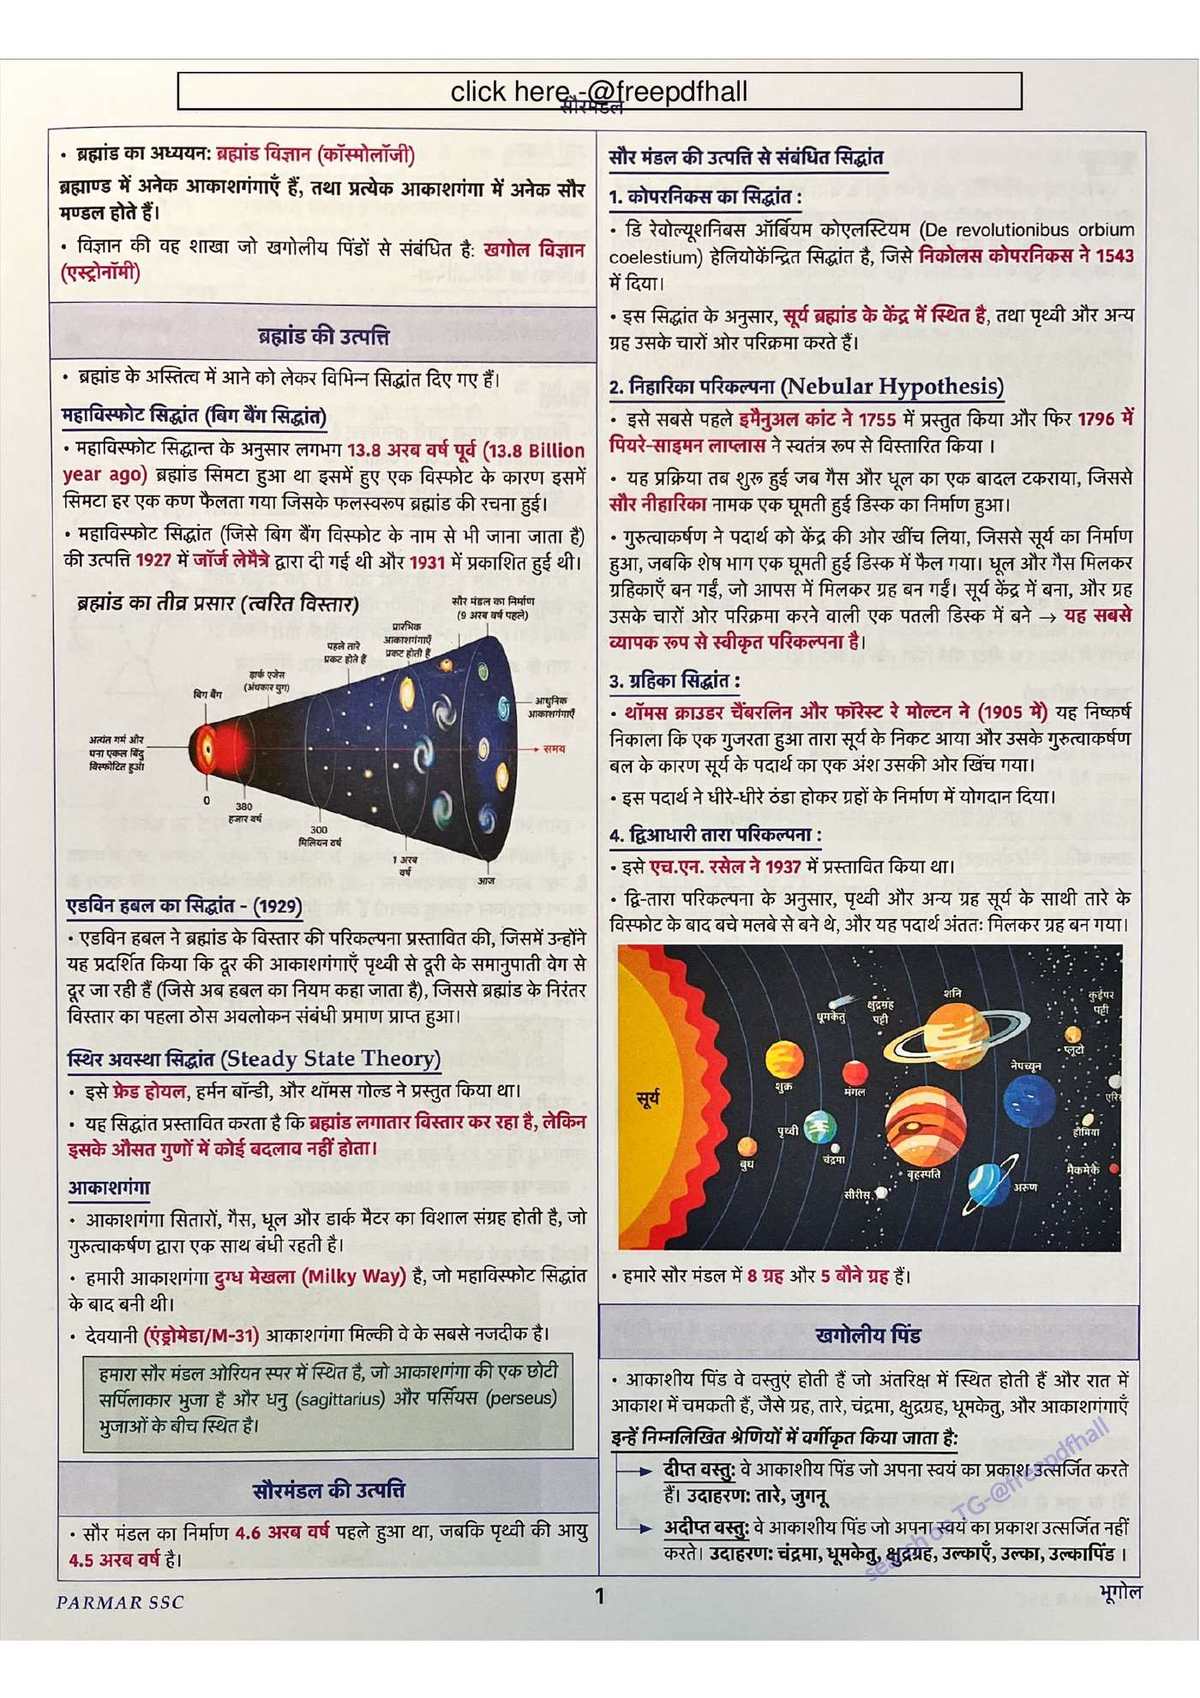 click here -@freepdfhall
सौरमंडल
• ब्रह्मांड का अध्ययन: ब्रह्मांड विज्ञान (कॉस्मोलॉजी)
ब्रह्माण्ड में अनेक आकाशगंगाएँ हैं, तथा प्रत्येक आकाशगंगा में अनेक सौर
मण्डल होते हैं।
• विज्ञान की वह शाखा जो खगोलीय पिंडों से संबंधित है: खगोल विज्ञान
(एस्ट्रोनॉमी)
ब्रह्मांड की उत्पत्ति
• ब्रह्मांड के अस्तित्व में आने को लेकर विभिन्न सिद्धांत दिए गए हैं।
महाविस्फोट सिद्धांत (बिग बैंग सिद्धांत)
• महाविस्फोट सिद्धान्त के अनुसार लगभग 13.8 अरब वर्ष पूर्व (13.8 Billion
year ago) ब्रह्मांड सिमटा हुआ था इसमें हुए एक विस्फोट के कारण इसमें
सिमटा हर एक कण फैलता गया जिसके फलस्वरूप ब्रह्मांड की रचना हुई।
• महाविस्फोट सिद्धांत (जिसे बिग बैंग विस्फोट के नाम से भी जाना जाता है)
की उत्पत्ति 1927 में जॉर्ज लेमैत्रे द्वारा दी गई थी और 1931 में प्रकाशित हुई थी।
ब्रह्मांड का तीव्र प्रसार (त्वरित विस्तार)
सौर मंडल का निर्माण
(9 अरब वर्ष पहले)
प्रारंभिक
आकाशगंगाएँ
प्रकट होती हैं
पहले तारे
प्रकट होते हैं
डार्क एजेस
(अंधकार युग)
बिग बैंग
आधुनिक
आकाशगंगाएँ
अत्यंत गर्म और
घना एकल बिंदु
विस्फोटित हुआ
समय
0
380
हजार वर्ष
300
मिलियन वर्ष
1 अरब
वर्ष
आज
एडविन हबल का सिद्धांत - (1929)
• एडविन हबल ने ब्रह्मांड के विस्तार की परिकल्पना प्रस्तावित की, जिसमें उन्होंने
यह प्रदर्शित किया कि दूर की आकाशगंगाएँ पृथ्वी से दूरी के समानुपाती वेग से
दूर जा रही हैं (जिसे अब हबल का नियम कहा जाता है), जिससे ब्रह्मांड के निरंतर
विस्तार का पहला ठोस अवलोकन संबंधी प्रमाण प्राप्त हुआ।
स्थिर अवस्था सिद्धांत (Steady State Theory)
• इसे फ्रेड होयल, हर्मन बॉन्डी, और थॉमस गोल्ड ने प्रस्तुत किया था।
• यह सिद्धांत प्रस्तावित करता है कि ब्रह्मांड लगातार विस्तार कर रहा है, लेकिन
इसके औसत गुणों में कोई बदलाव नहीं होता।
आकाशगंगा
• आकाशगंगा सितारों, गैस, धूल और डार्क मैटर का विशाल संग्रह होती है, जो
गुरुत्वाकर्षण द्वारा एक साथ बंधी रहती है।
• हमारी आकाशगंगा दुग्ध मेखला (Milky Way) है, जो महाविस्फोट सिद्धांत
के बाद बनी थी।
• देवयानी (एंड्रोमेडा/M-31) आकाशगंगा मिल्की वे के सबसे नजदीक है।
हमारा सौर मंडल ओरियन स्पर में स्थित है, जो आकाशगंगा की एक छोटी
सर्पिलाकार भुजा है और धनु (sagittarius) और पर्सियस (perseus)
भुजाओं के बीच स्थित है।
सौरमंडल की उत्पत्ति
• सौर मंडल का निर्माण 4.6 अरब वर्ष पहले हुआ था, जबकि पृथ्वी की आयु
4.5 अरब वर्ष है।
सौर मंडल की उत्पत्ति से संबंधित सिद्धांत
1. कोपरनिकस का सिद्धांत :
• डि रेवोल्यूशनिबस ऑर्बियम कोएलस्टियम (De revolutionibus orbium
coelestium) हेलियोकेंन्द्रित सिद्धांत है, जिसे निकोलस कोपरनिकस ने 1543
में दिया।
• इस सिद्धांत के अनुसार, सूर्य ब्रह्मांड के केंद्र में स्थित है, तथा पृथ्वी और अन्य
ग्रह उसके चारों ओर परिक्रमा करते हैं।
2. निहारिका परिकल्पना (Nebular Hypothesis)
• इसे सबसे पहले इमैनुअल कांट ने 1755 में प्रस्तुत किया और फिर 1796 में
पियरे-साइमन लाप्लास ने स्वतंत्र रूप से विस्तारित किया ।
• यह प्रक्रिया तब शुरू हुई जब गैस और धूल का एक बादल टकराया, जिससे
सौर नीहारिका नामक एक घूमती हुई डिस्क का निर्माण हुआ।
• गुरुत्वाकर्षण ने पदार्थ को केंद्र की ओर खींच लिया, जिससे सूर्य का निर्माण
हुआ, जबकि शेष भाग एक घूमती हुई डिस्क में फैल गया। धूल और गैस मिलकर
ग्रहिकाएँ बन गईं, जो आपस में मिलकर ग्रह बन गईं। सूर्य केंद्र में बना, और ग्रह
उसके चारों ओर परिक्रमा करने वाली एक पतली डिस्क में बने → यह सबसे
व्यापक रूप से स्वीकृत परिकल्पना है।
3. ग्रहिका सिद्धांत :
• थॉमस क्राउडर चैंबरलिन और फॉरेस्ट रे मोल्टन ने (1905 में) यह निष्कर्ष
निकाला कि एक गुजरता हुआ तारा सूर्य के निकट आया और उसके गुरुत्वाकर्षण
बल के कारण सूर्य के पदार्थ का एक अंश उसकी ओर खिंच गया।
• इस पदार्थ ने धीरे-धीरे ठंडा होकर ग्रहों के निर्माण में योगदान दिया।
4. द्विआधारी तारा परिकल्पना :
• इसे एच.एन. रसेल ने 1937 में प्रस्तावित किया था।
• द्वि-तारा परिकल्पना के अनुसार, पृथ्वी और अन्य ग्रह सूर्य के साथी तारे के
विस्फोट के बाद बचे मलबे से बने थे, और यह पदार्थ अंततः मिलकर ग्रह बन गया।
शनि
कुईपर
पट्टी
धूमकेतु
क्षुद्रग्रह
पट्टी
प्लूटो
नेपच्यून
शुक्र
मंगल
सूर्य
एरि
पृथ्वी
हौमिया
चंद्रमा
बुध
बृहस्पति
मैकमेके
सीरीस
अरुण
• हमारे सौर मंडल में 8 ग्रह और 5 बौने ग्रह हैं।
खगोलीय पिंड
• आकाशीय पिंड वे वस्तुएं होती हैं जो अंतरिक्ष में स्थित होती हैं और रात में
आकाश में चमकती हैं, जैसे ग्रह, तारे, चंद्रमा, क्षुद्रग्रह, धूमकेतु, और आकाशगंगाएँ
इन्हें निम्नलिखित श्रेणियों में वर्गीकृत किया जाता है:
दीप्त वस्तु: वे आकाशीय पिंड जो अपना स्वयं का प्रकाश उत्सर्जित करते
हैं। उदाहरण: तारे, जुगनू
अदीप्त वस्तु: वे आकाशीय पिंड जो अपना स्वयं का प्रकाश उत्सर्जित नहीं
करते। उदाहरण: चंद्रमा, धूमकेतु, क्षुद्रग्रह, उल्काएँ, उल्का, उल्कापिंड ।
search on TG-@freepdfhall
PARMAR SSC
1
भूगोल